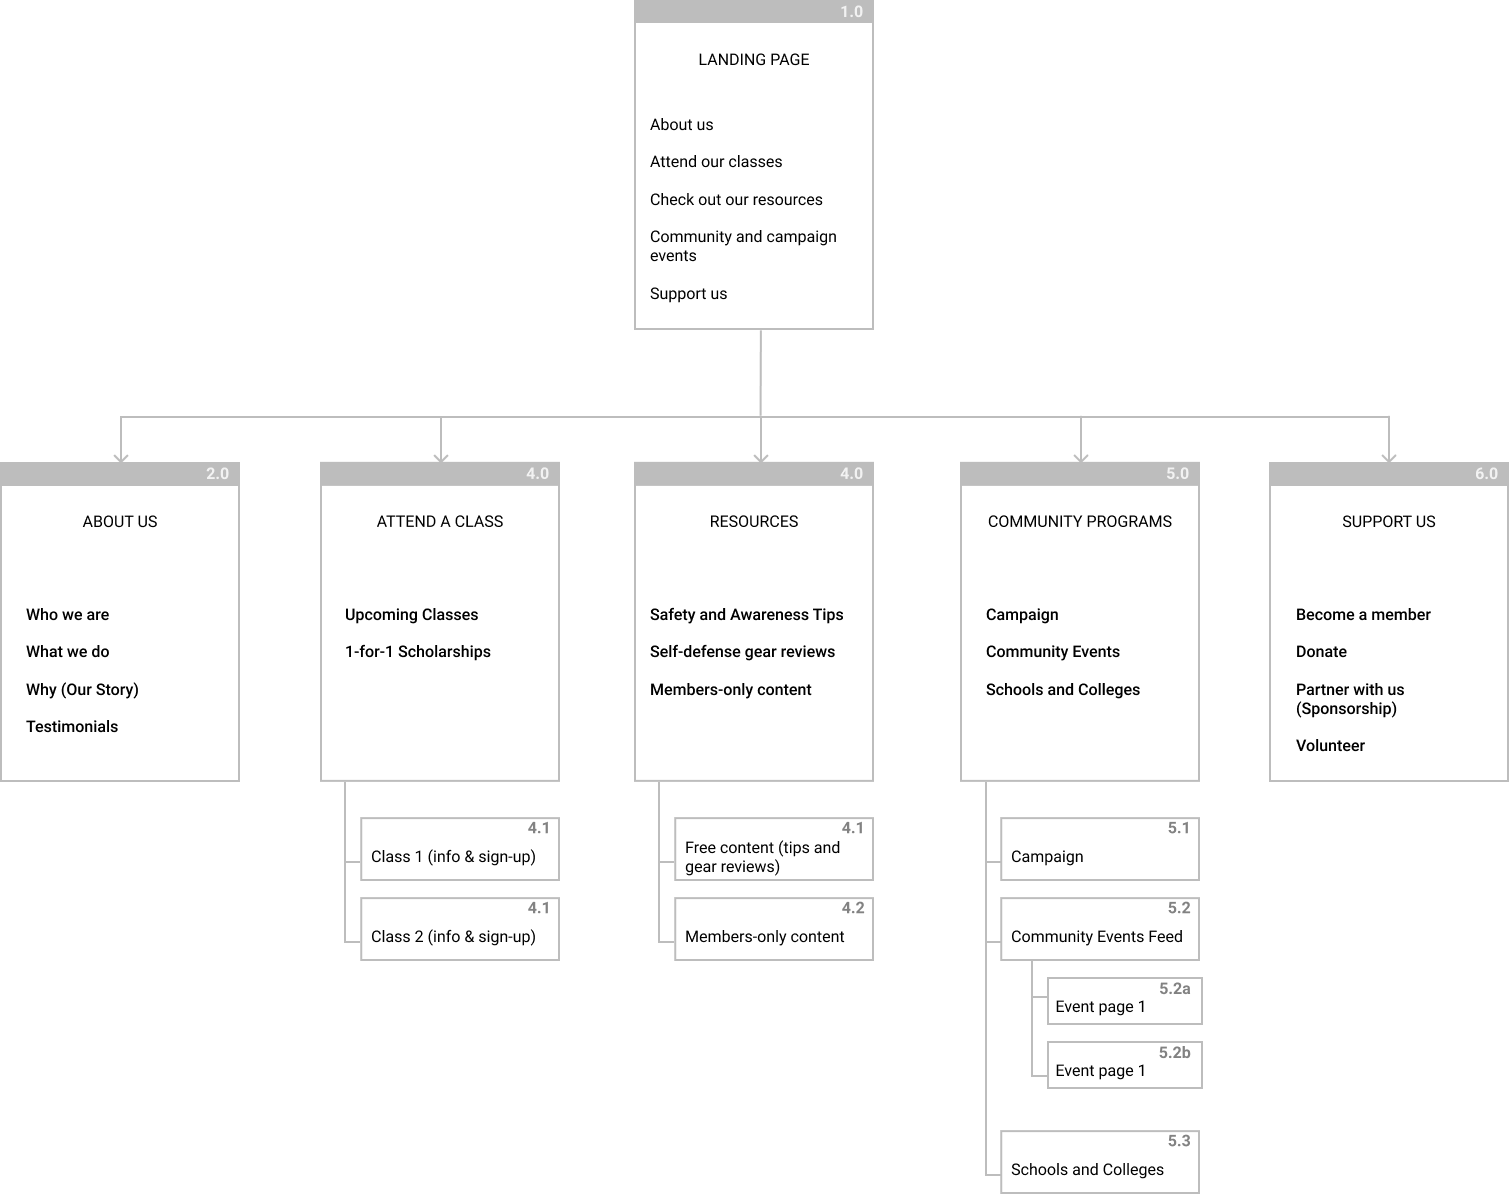 1.0
LANDING PAGE
About us
Attend our classes
Check out our resources
Community and campaign
events
Support us
2.0
ABOUT US
Who we are
What we do
Why (Our Story)
Testimonials
4.0
ATTEND A CLASS
Upcoming Classes
1-for-1 Scholarships
4.1
Class 1 (info & sign-up)
4.1
Class 2 (info & sign-up)
4.0
RESOURCES
Safety and Awareness Tips
Self-defense gear reviews
Members-only content
4.1
Free content (tips and
gear reviews)
4.2
Members-only content
5.0
COMMUNITY PROGRAMS
Campaign
Community Events
Schools and Colleges
5.1
Campaign
5.2
Community Events Feed
5.2a
Event page 1
5.2b
Event page 1
5.3
Schools and Colleges
6.0
SUPPORT US
Become a member
Donate
Partner with us
(Sponsorship)
Volunteer